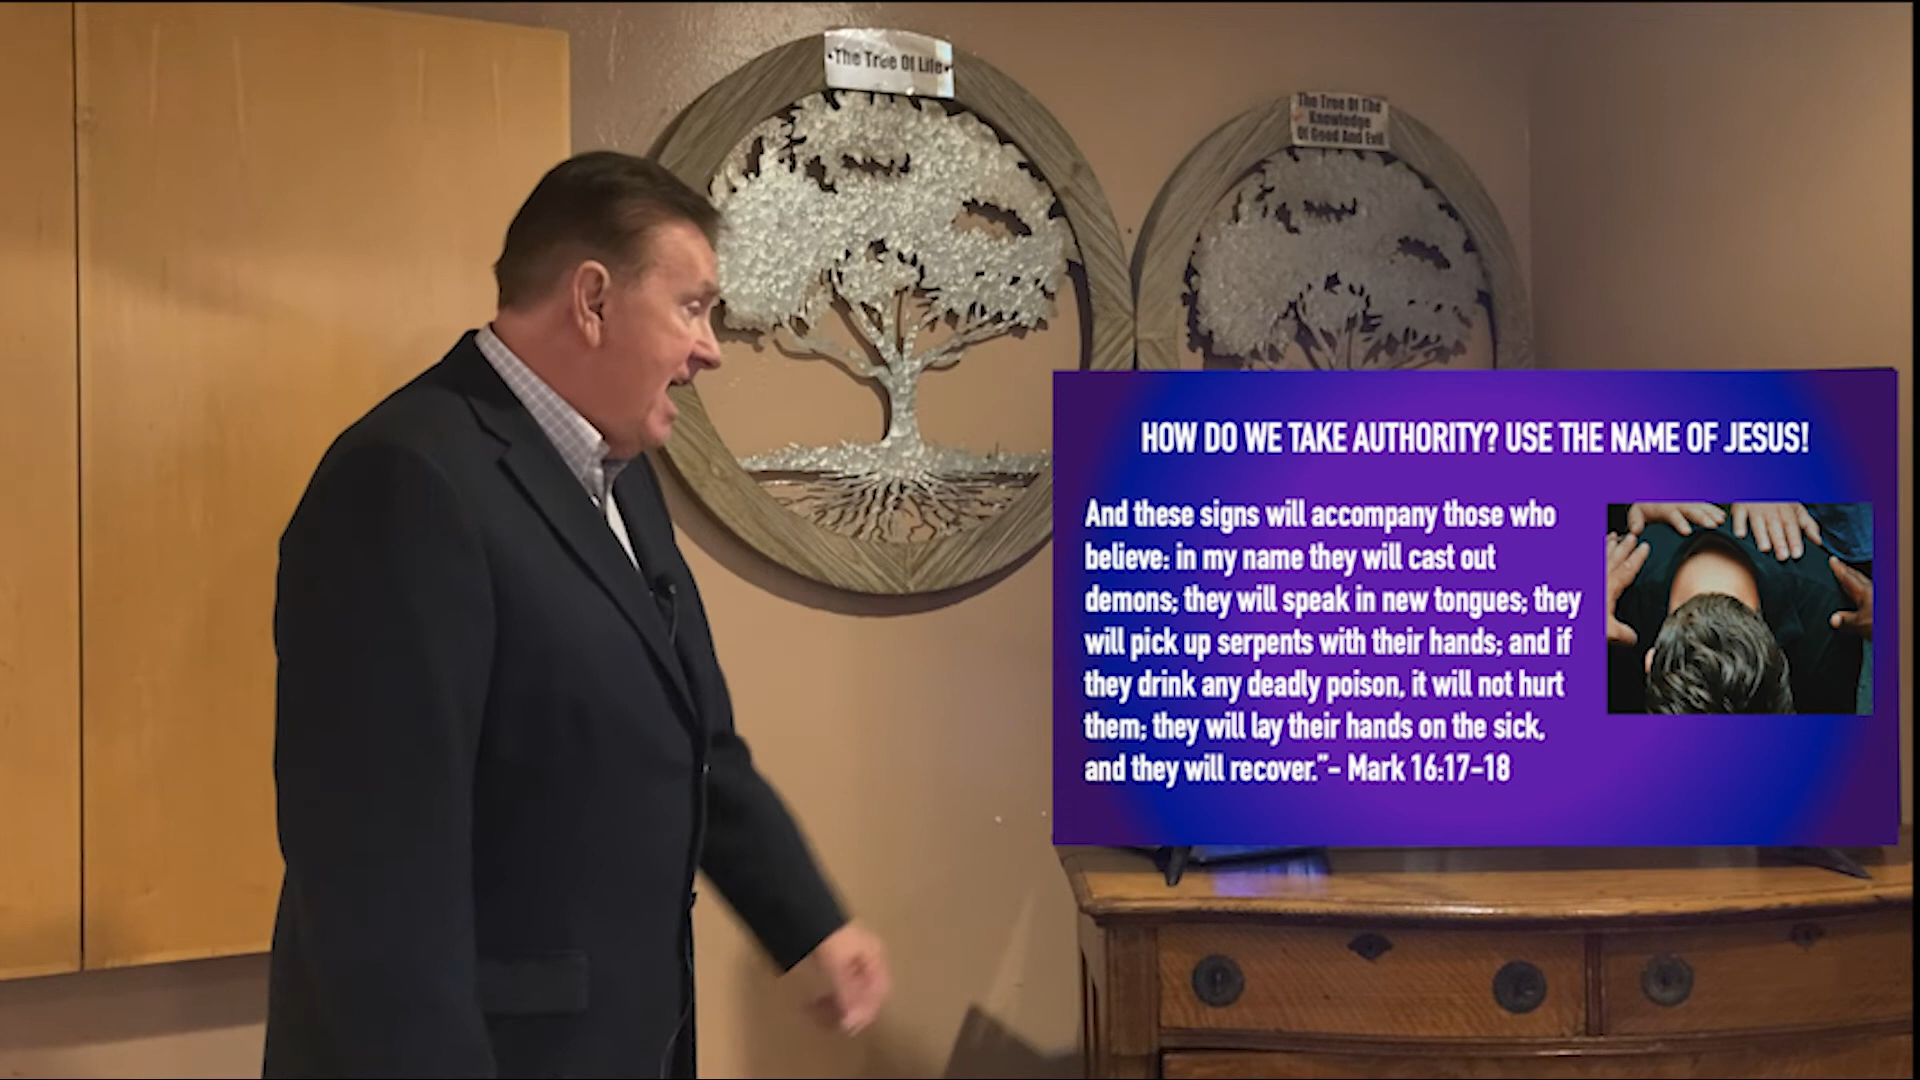 •The Tree Of Life•
The Tree Of The
Knowledge
Of Good And Evil
HOW DO WE TAKE AUTHORITY? USE THE NAME OF JESUS!
And these signs will accompany those who
believe: in my name they will cast out
demons; they will speak in new tongues; they
will pick up serpents with their hands; and if
they drink any deadly poison, it will not hurt
them; they will lay their hands on the sick,
and they will recover.”– Mark 16:17-18